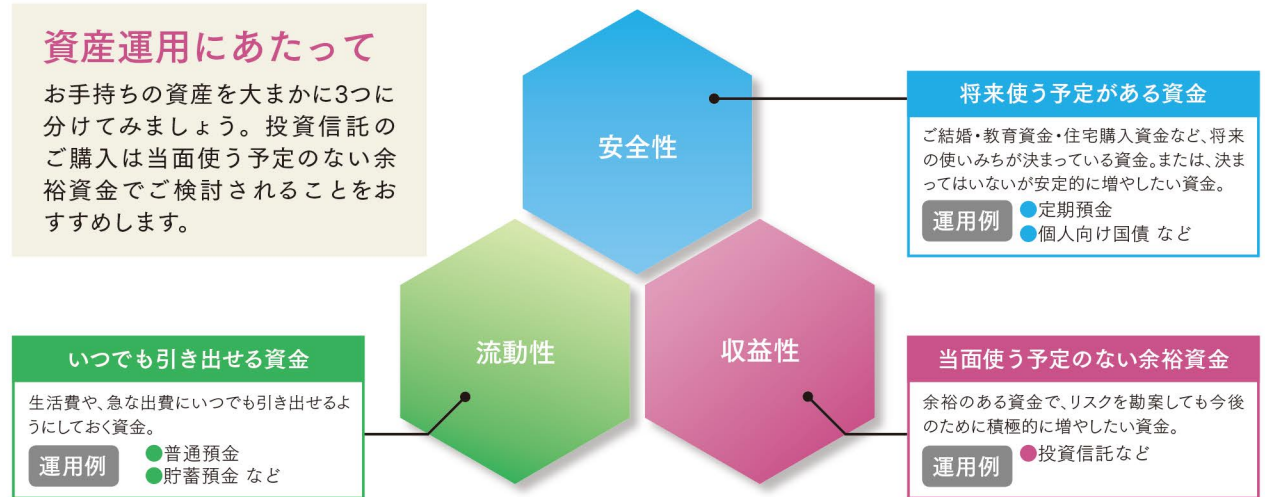 資産運用にあたって
お手持ちの資産を大まかに3つに
分けてみましょう。投資信託の
ご購入は当面使う予定のない余
裕資金でご検討されることをお
すすめします。
安全性
将来使う予定がある資金
ご結婚・教育資金・住宅購入資金など、将来
の使いみちが決まっている資金。または、決ま
ってはいないが安定的に増やしたい資金。
運用例
●定期預金
●個人向け国債 など
流動性
いつでも引き出せる資金
生活費や、急な出費にいつでも引き出せるよ
うにしておく資金。
運用例
●普通預金
●貯蓄預金 など
収益性
当面使う予定のない余裕資金
余裕のある資金で、リスクを勘案しても今後
のために積極的に増やしたい資金。
運用例
●投資信託など